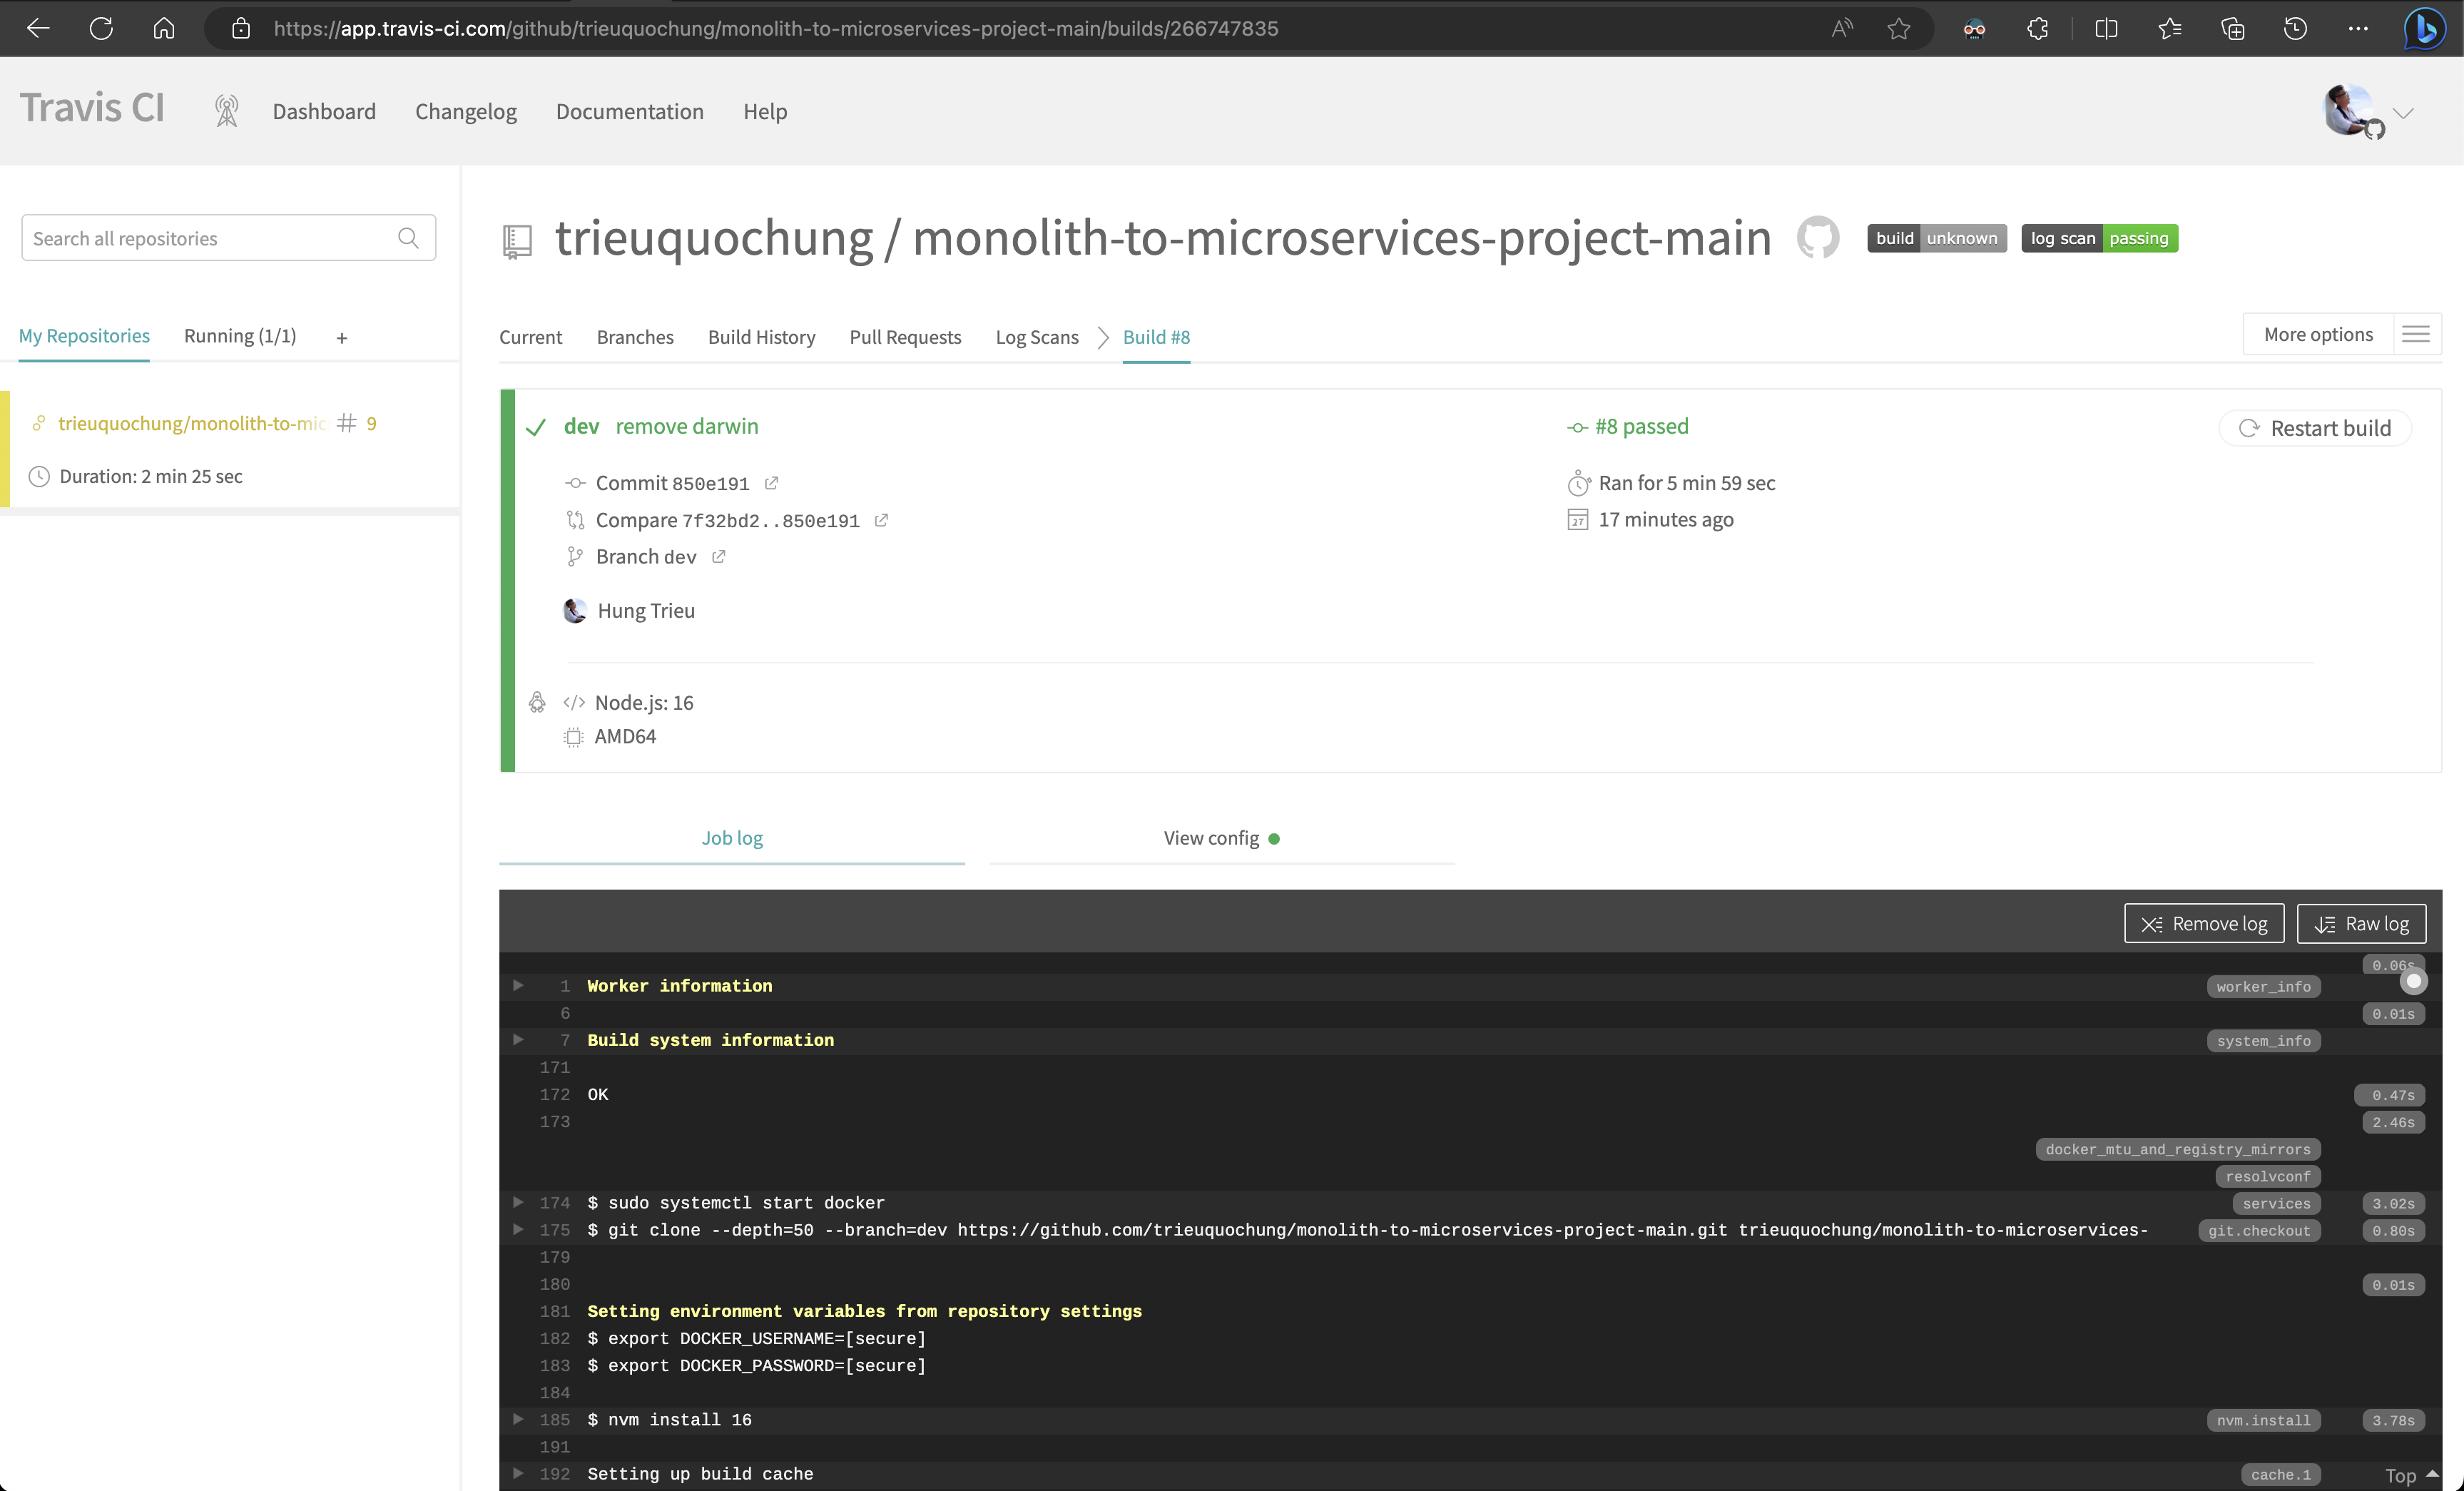 https://app.travis-ci.com/github/trieuquochung/monolith-to-microservices-project-main/builds/266747835
Travis CI
Dashboard
Changelog
Documentation
Help
Search all repositories
My Repositories
Running (1/1)
+
trieuquochung/monolith-to-mic
# 9
Duration: 2 min 25 sec
trieuquochung / monolith-to-microservices-project-main
build unknown
log scan passing
Current
Branches
Build History
Pull Requests
Log Scans
Build #8
More options
dev remove darwin
Commit 850e191
Compare 7f32bd2..850e191
Branch dev
Hung Trieu
#8 passed
Ran for 5 min 59 sec
27
17 minutes ago
Restart build
</> Node.js: 16
AMD64
Job log
View config
Remove log
Raw log
0.06s
1 Worker information worker_info
6 0.01s
7 Build system information system_info
171
172 OK 0.47s
173 2.46s
docker_mtu_and_registry_mirrors
resolvconf
174 $ sudo systemctl start docker services 3.02s
175 $ git clone --depth=50 --branch=dev https://github.com/trieuquochung/monolith-to-microservices-project-main.git trieuquochung/monolith-to-microservices- git.checkout 0.80s
179
180 0.01s
181 Setting environment variables from repository settings
182 $ export DOCKER_USERNAME=[secure]
183 $ export DOCKER_PASSWORD=[secure]
184
185 $ nvm install 16 nvm.install 3.78s
191
192 Setting up build cache cache.1
Top